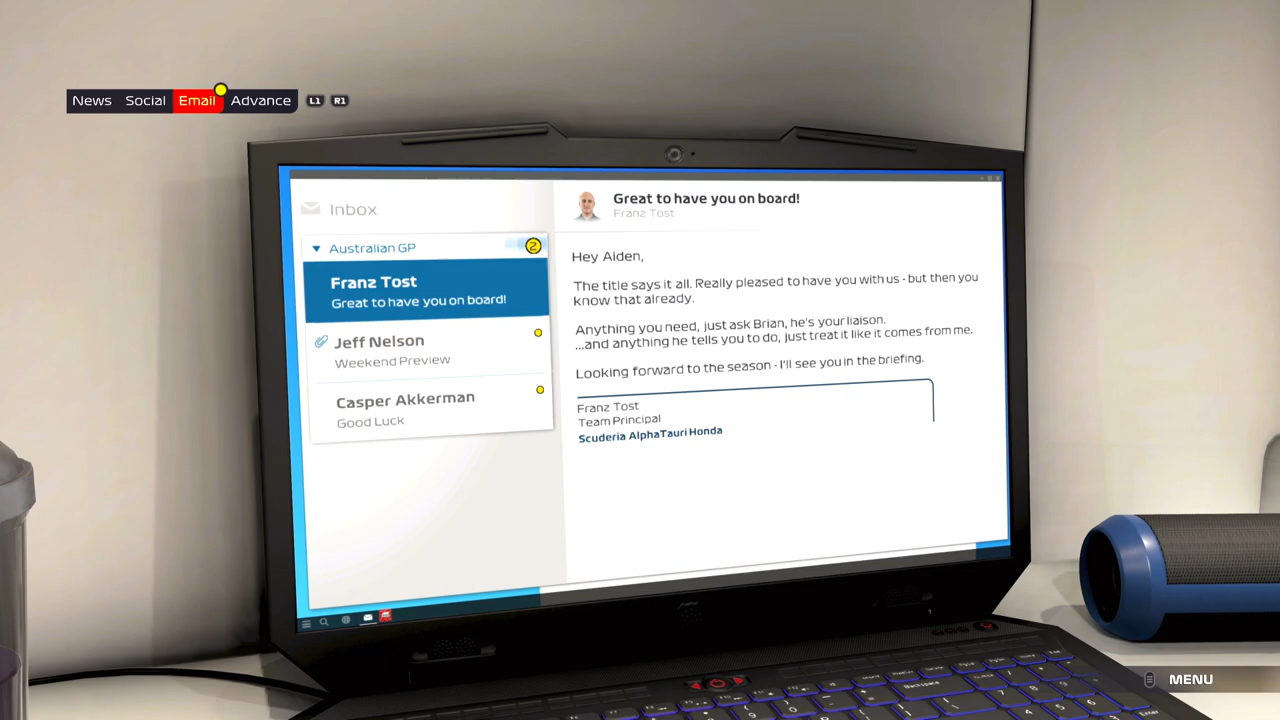 News Social Email Advance L1 R1
Inbox
Australian GP 2
Franz Tost
Great to have you on board!
Jeff Nelson
Weekend Preview
Casper Akkerman
Good Luck
Great to have you on board!
Franz Tost
Hey Aiden,
The title says it all. Really pleased to have you with us - but then you
know that already.
Anything you need, just ask Brian, he's your liaison.
...and anything he tells you to do, just treat it like it comes from me.
Looking forward to the season - I'll see you in the briefing.
Franz Tost
Team Principal
Scuderia AlphaTauri Honda
Backspace
MENU